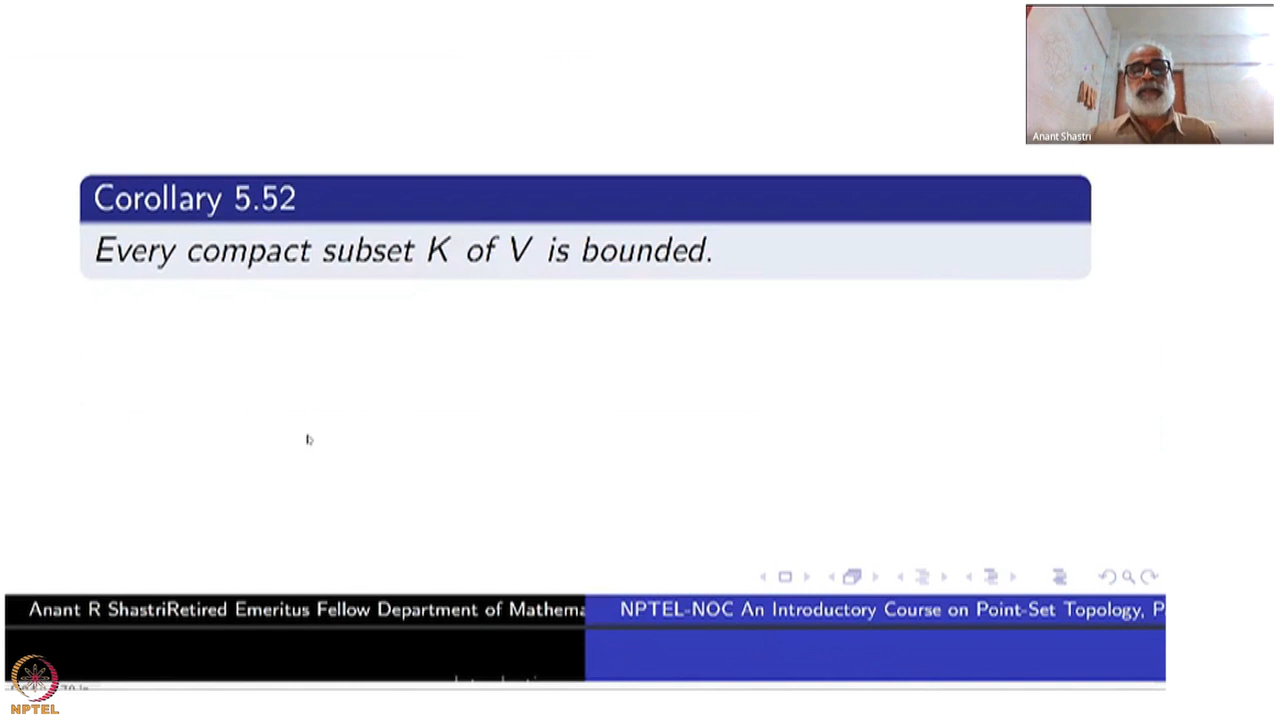 Anant Shastri
Corollary 5.52
Every compact subset K of V is bounded.
Anant R ShastriRetired Emeritus Fellow Department of Mathema
NPTEL-NOC An Introductory Course on Point-Set Topology, P
NPTEL